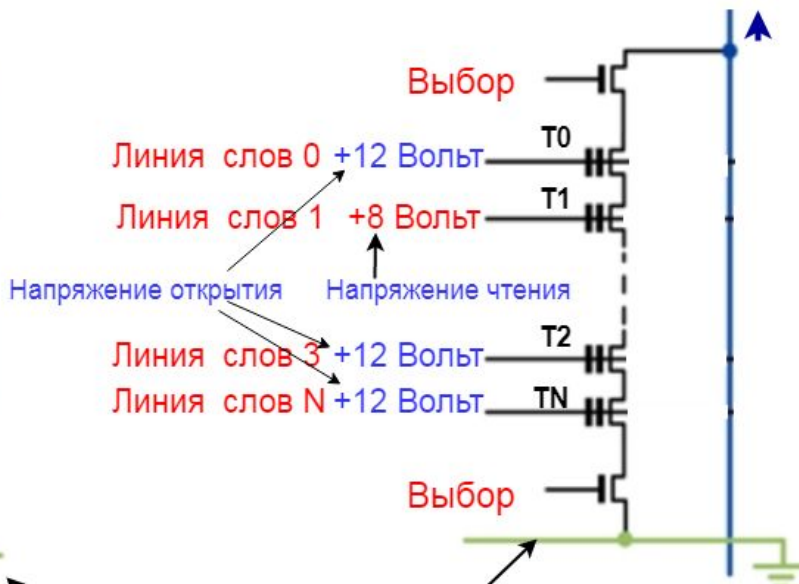 Выбор
Линия слов 0 +12 Вольт T0
Линия слов 1 +8 Вольт T1
Напряжение открытия Напряжение чтения
Линия слов 3 +12 Вольт T2
Линия слов N +12 Вольт TN
Выбор